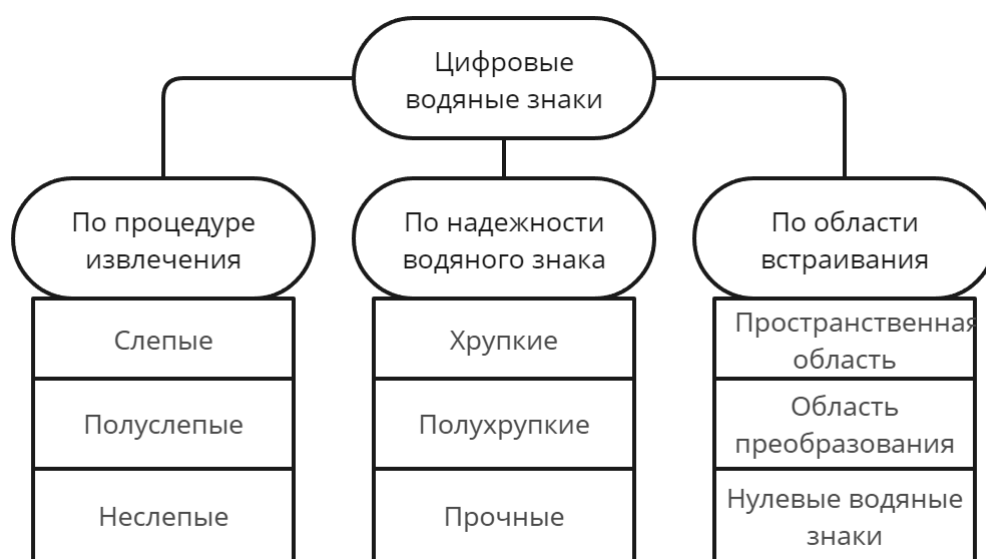 Цифровые
водяные знаки
По процедуре
извлечения
По надежности
водяного знака
По области
встраивания
Слепые
Хрупкие
Пространственная
область
Полуслепые
Полухрупкие
Область
преобразования
Неслепые
Прочные
Нулевые водяные
знаки